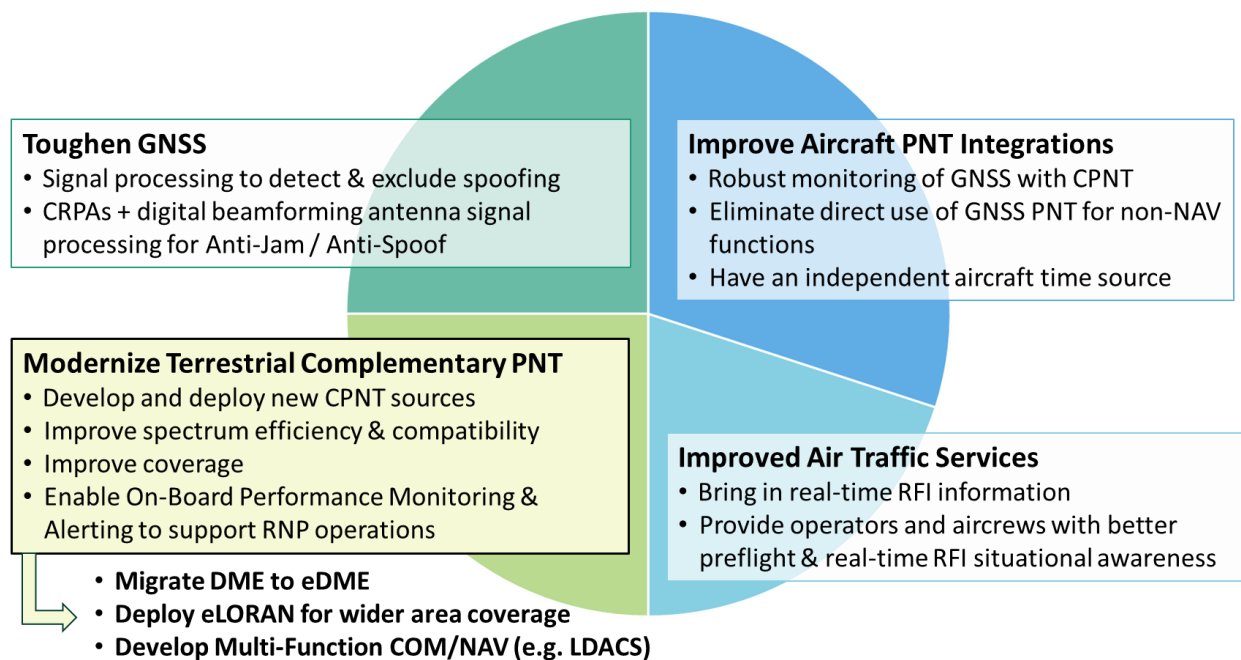 Toughen GNSS
• Signal processing to detect & exclude spoofing
• CRPAs + digital beamforming antenna signal
processing for Anti-Jam / Anti-Spoof
Improve Aircraft PNT Integrations
• Robust monitoring of GNSS with CPNT
• Eliminate direct use of GNSS PNT for non-NAV
functions
• Have an independent aircraft time source
Modernize Terrestrial Complementary PNT
• Develop and deploy new CPNT sources
• Improve spectrum efficiency & compatibility
• Improve coverage
• Enable On-Board Performance Monitoring &
Alerting to support RNP operations
• Migrate DME to eDME
• Deploy eLORAN for wider area coverage
• Develop Multi-Function COM/NAV (e.g. LDACS)
Improved Air Traffic Services
• Bring in real-time RFI information
• Provide operators and aircrews with better
preflight & real-time RFI situational awareness